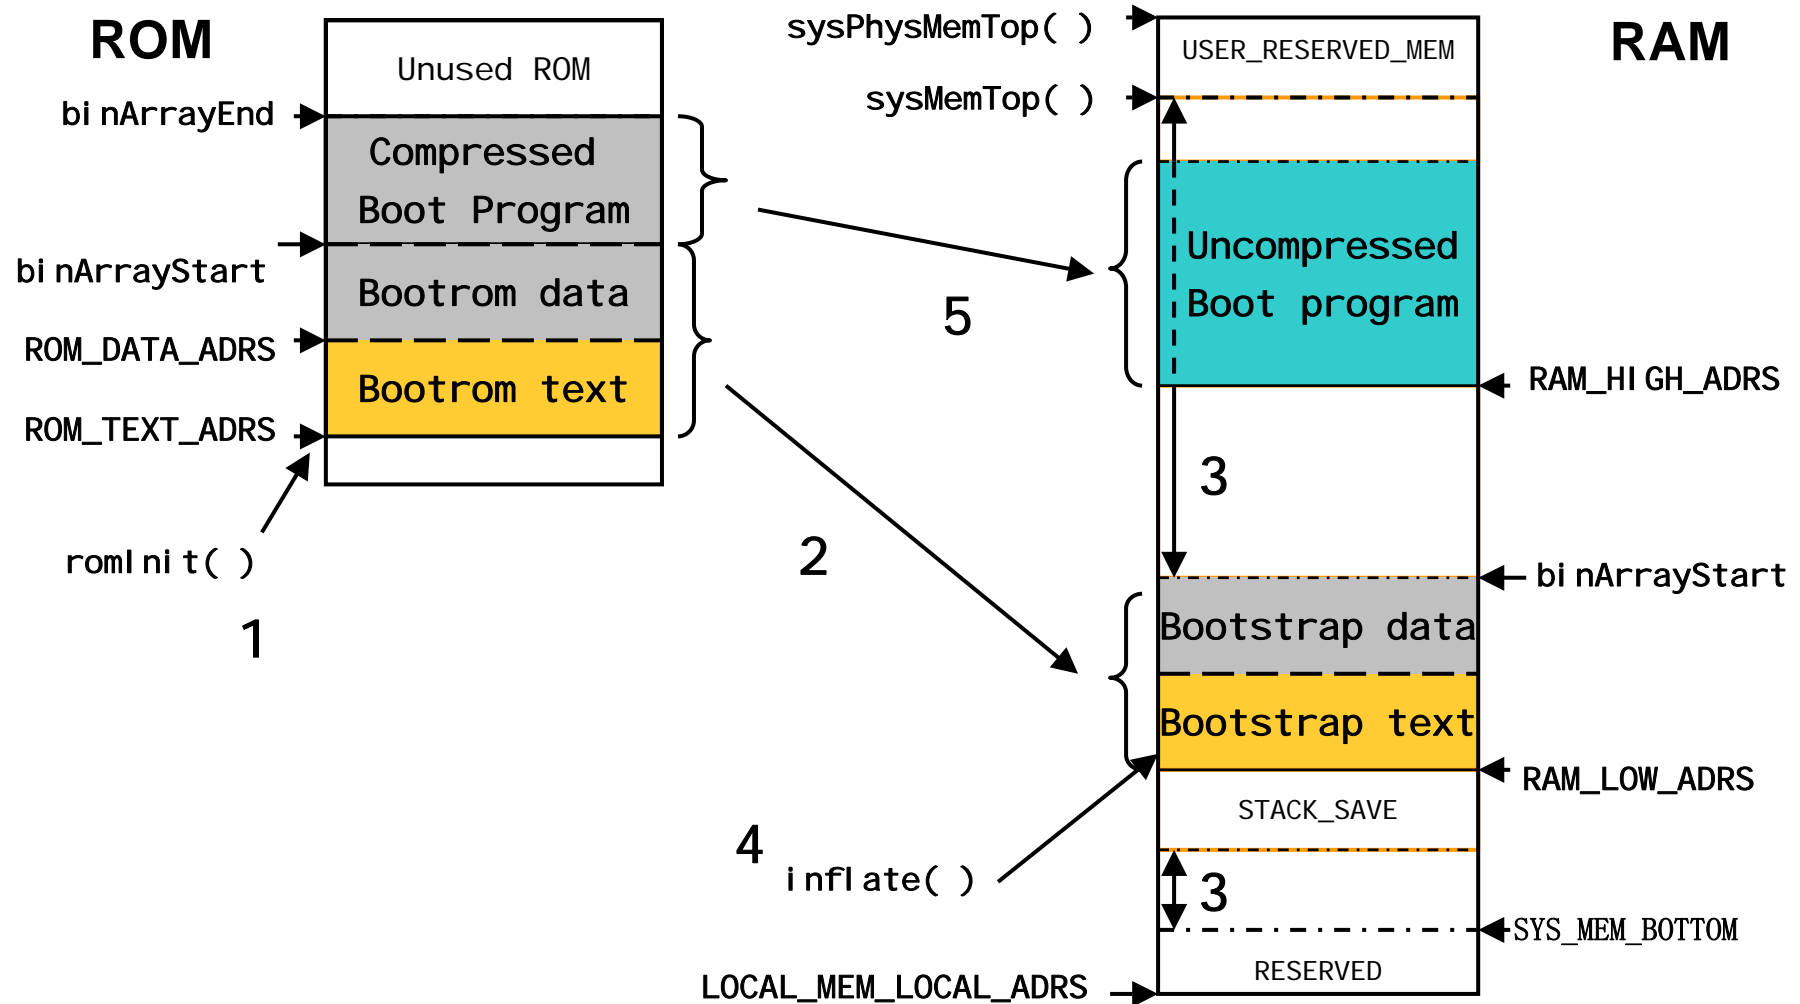 ROM
Unused ROM
binArrayEnd
Compressed
Boot Program
binArrayStart
Bootrom data
ROM_DATA_ADRS
Bootrom text
ROM_TEXT_ADRS
romInit( )
1
2
5
sysPhysMemTop( )
USER_RESERVED_MEM
RAM
sysMemTop( )
Uncompressed
Boot program
RAM_HIGH_ADRS
3
binArrayStart
Bootstrap data
Bootstrap text
RAM_LOW_ADRS
STACK_SAVE
4
inflate( )
3
SYS_MEM_BOTTOM
RESERVED
LOCAL_MEM_LOCAL_ADRS